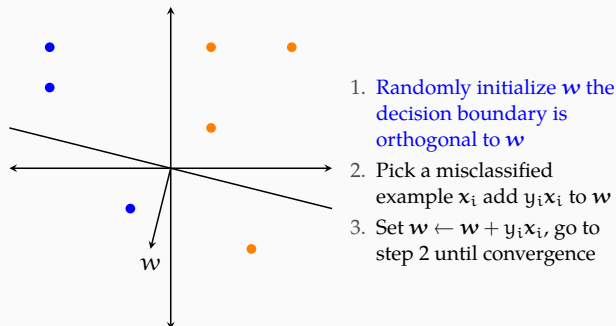 1. Randomly initialize w the
decision boundary is
orthogonal to w
2. Pick a misclassified
example xᵢ add yᵢxᵢ to w
3. Set w ← w + yᵢxᵢ, go to
step 2 until convergence
w